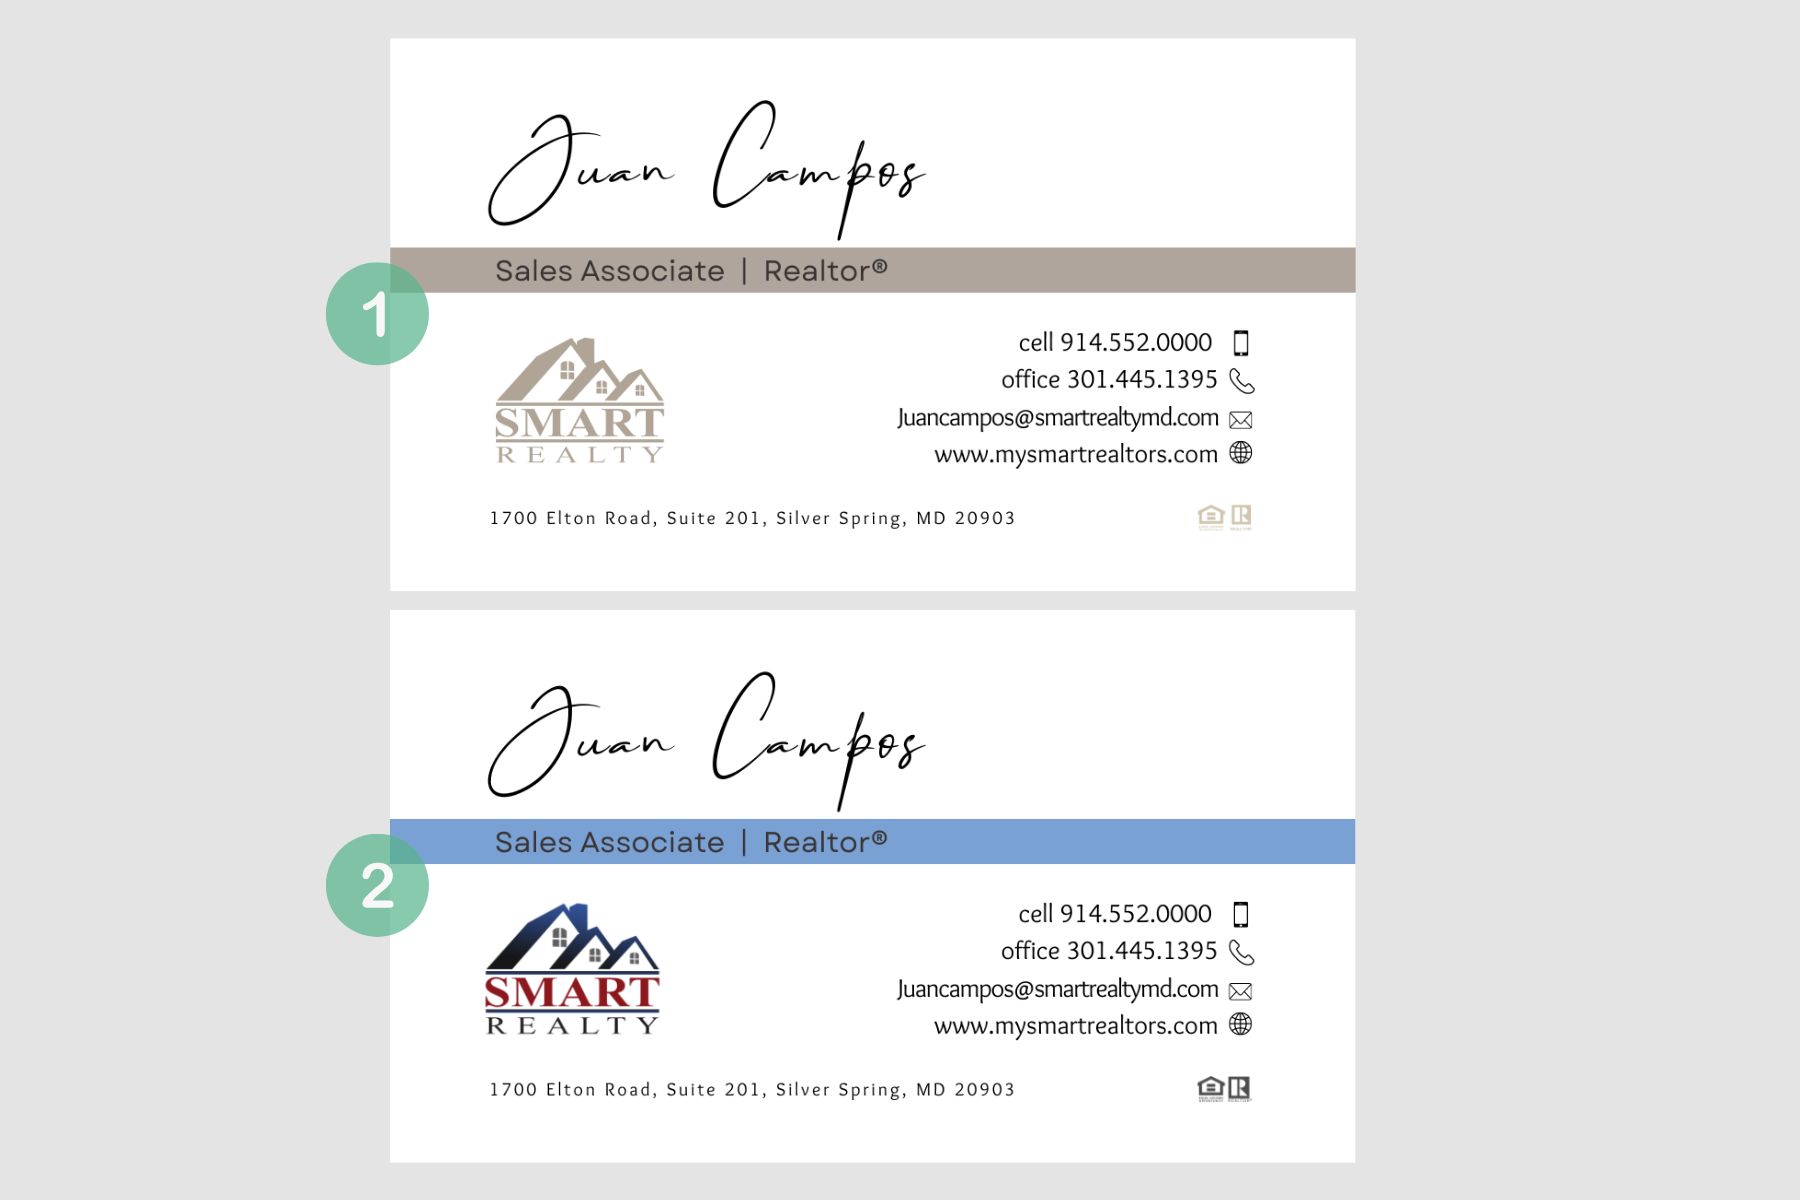 Juan Campos
Sales Associate | Realtor®
1
SMART
REALTY
cell 914.552.0000
office 301.445.1395
Juancampos@smartrealtymd.com
www.mysmartrealtors.com
1700 Elton Road, Suite 201, Silver Spring, MD 20903
Juan Campos
Sales Associate | Realtor®
2
SMART
REALTY
cell 914.552.0000
office 301.445.1395
Juancampos@smartrealtymd.com
www.mysmartrealtors.com
1700 Elton Road, Suite 201, Silver Spring, MD 20903